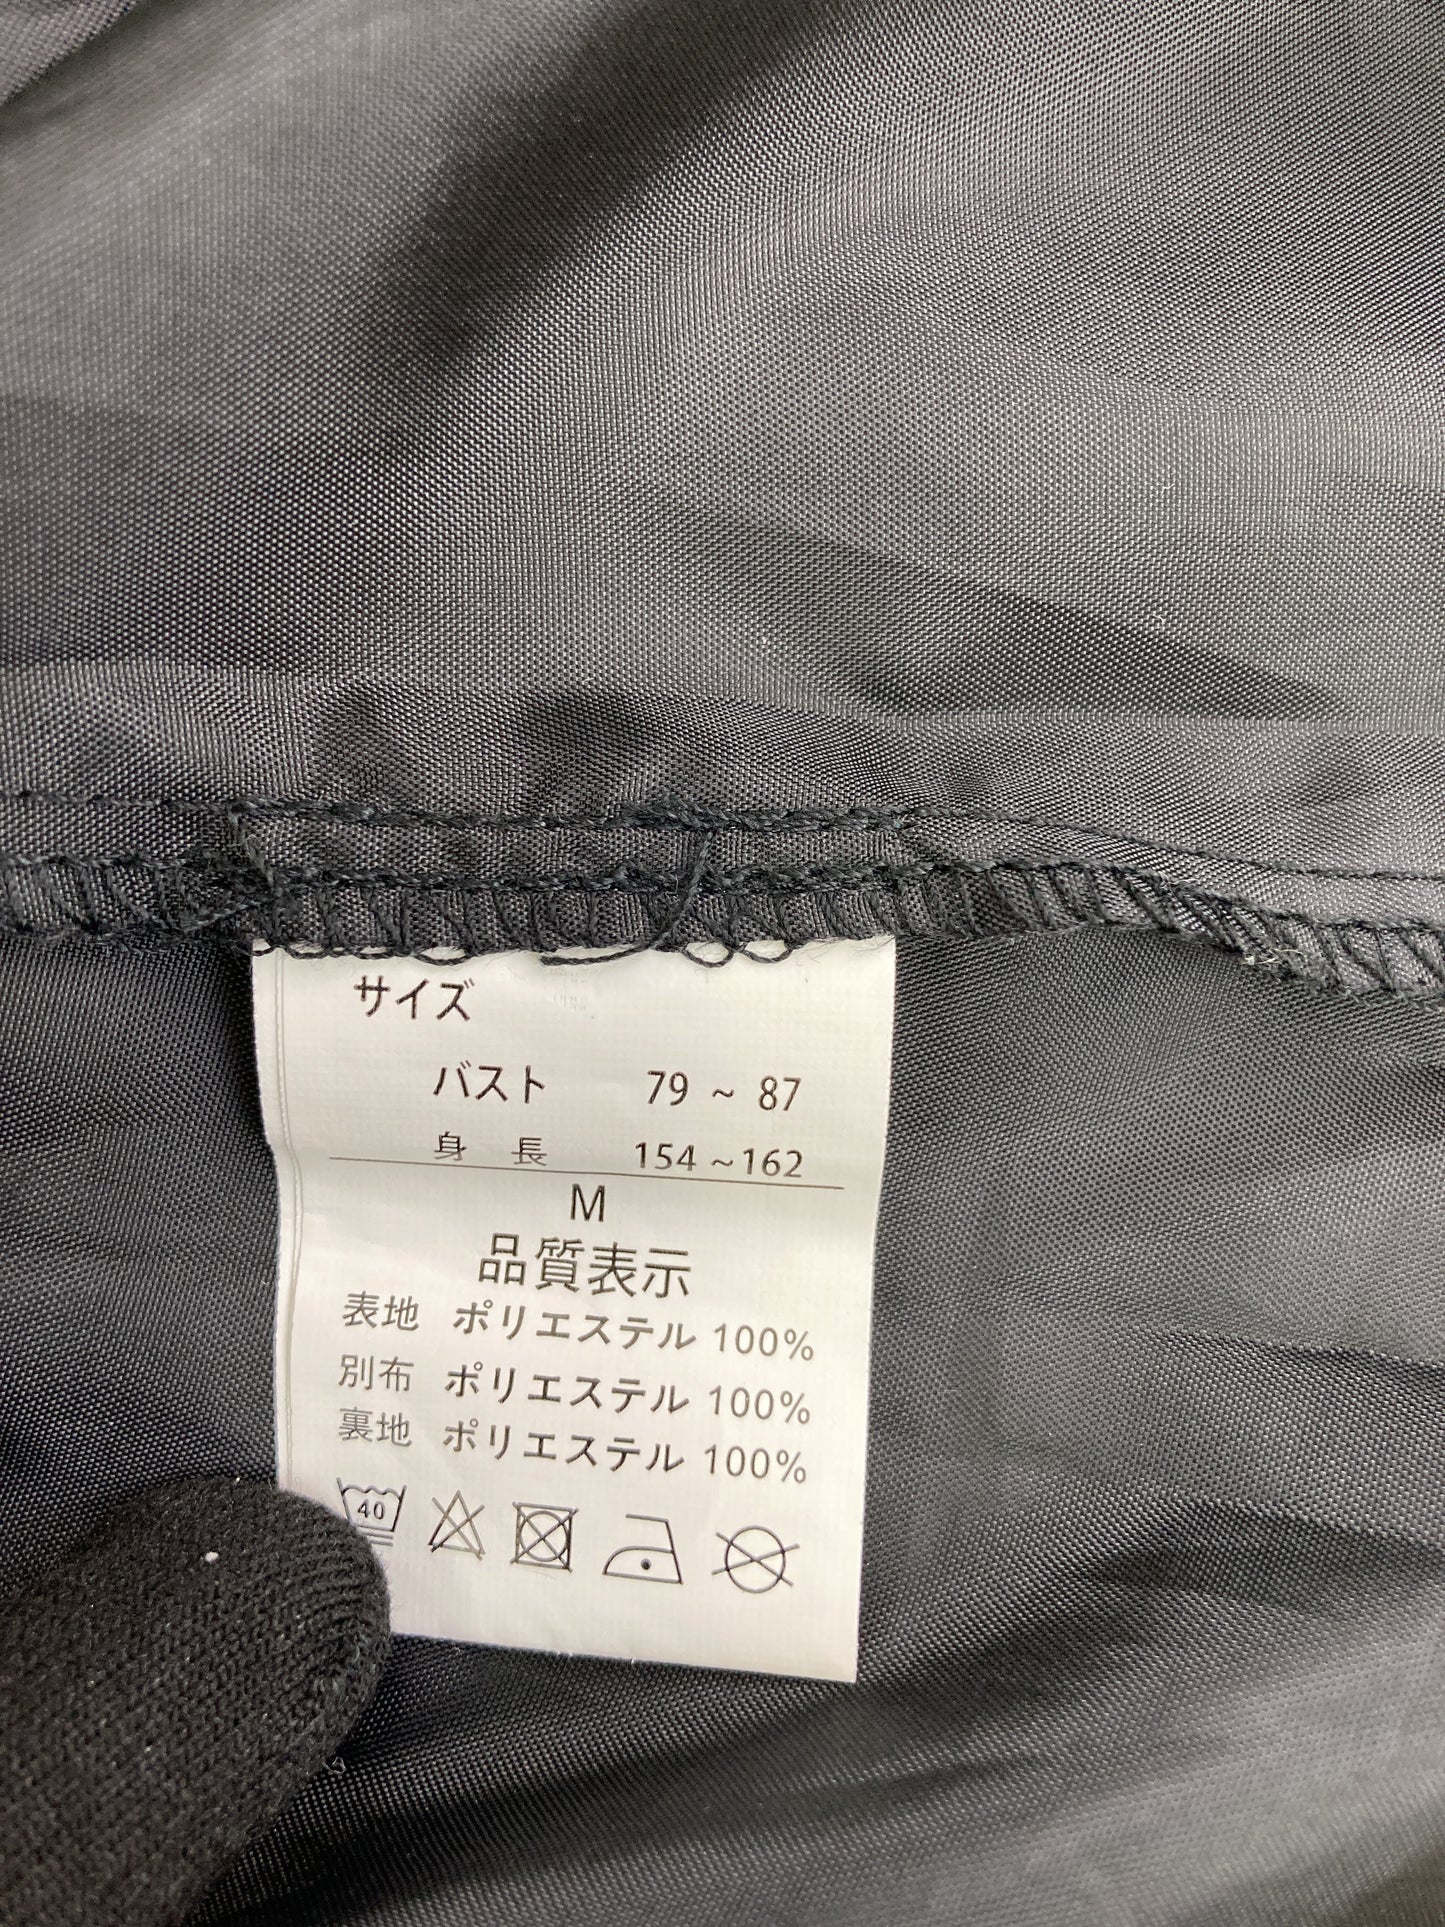 サイズ
バスト 79 ~ 87
身 長 154 ~162
M
品質表示
表地 ポリエステル 100%
別布 ポリエステル 100%
裏地 ポリエステル 100%
40